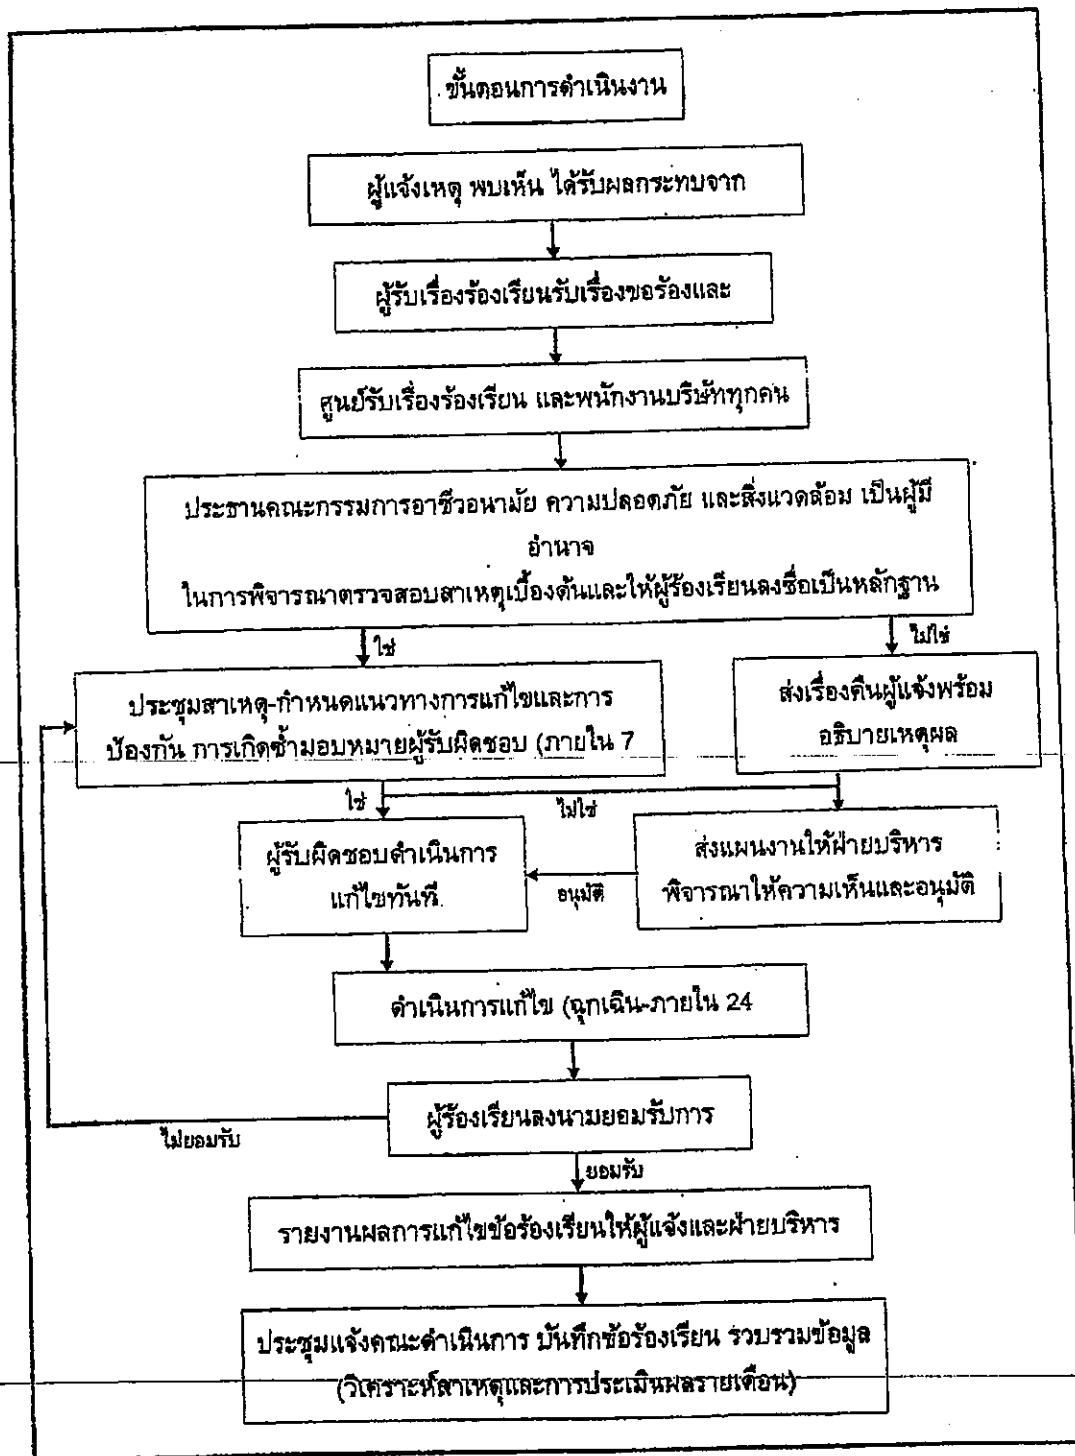 ขั้นตอนการดำเนินงาน
ผู้แจ้งเหตุ พบเห็น ได้รับผลกระทบจาก
ผู้รับเรื่องร้องเรียนรับเรื่องขอร้องและ
ศูนย์รับเรื่องร้องเรียน และพนักงานบริษัททุกคน
ประธานคณะกรรมการอาชีวอนามัย ความปลอดภัย และสิ่งแวดล้อม เป็นผู้มี
อำนาจ
ในการพิจารณาตรวจสอบสาเหตุเบื้องต้นและให้ผู้ร้องเรียนลงชื่อเป็นหลักฐาน
ใช่
ไม่ใช่
ประชุมสาเหตุ-กำหนดแนวทางการแก้ไขและการ
ป้องกัน การเกิดซ้ำมอบหมายผู้รับผิดชอบ (ภายใน 7
ส่งเรื่องคืนผู้แจ้งพร้อม
อธิบายเหตุผล
ใช่
ไม่ใช่
ผู้รับผิดชอบดำเนินการ
แก้ไขทันที
อนุมัติ
ส่งแผนงานให้ฝ่ายบริหาร
พิจารณาให้ความเห็นและอนุมัติ
ดำเนินการแก้ไข (ฉุกเฉิน-ภายใน 24
ผู้ร้องเรียนลงนามยอมรับการ
ไม่ยอมรับ
ยอมรับ
รายงานผลการแก้ไขข้อร้องเรียนให้ผู้แจ้งและฝ่ายบริหาร
ประชุมแจ้งคณะดำเนินการ บันทึกข้อร้องเรียน รวบรวมข้อมูล
(วิเคราะห์สาเหตุและการประเมินผลรายเดือน)